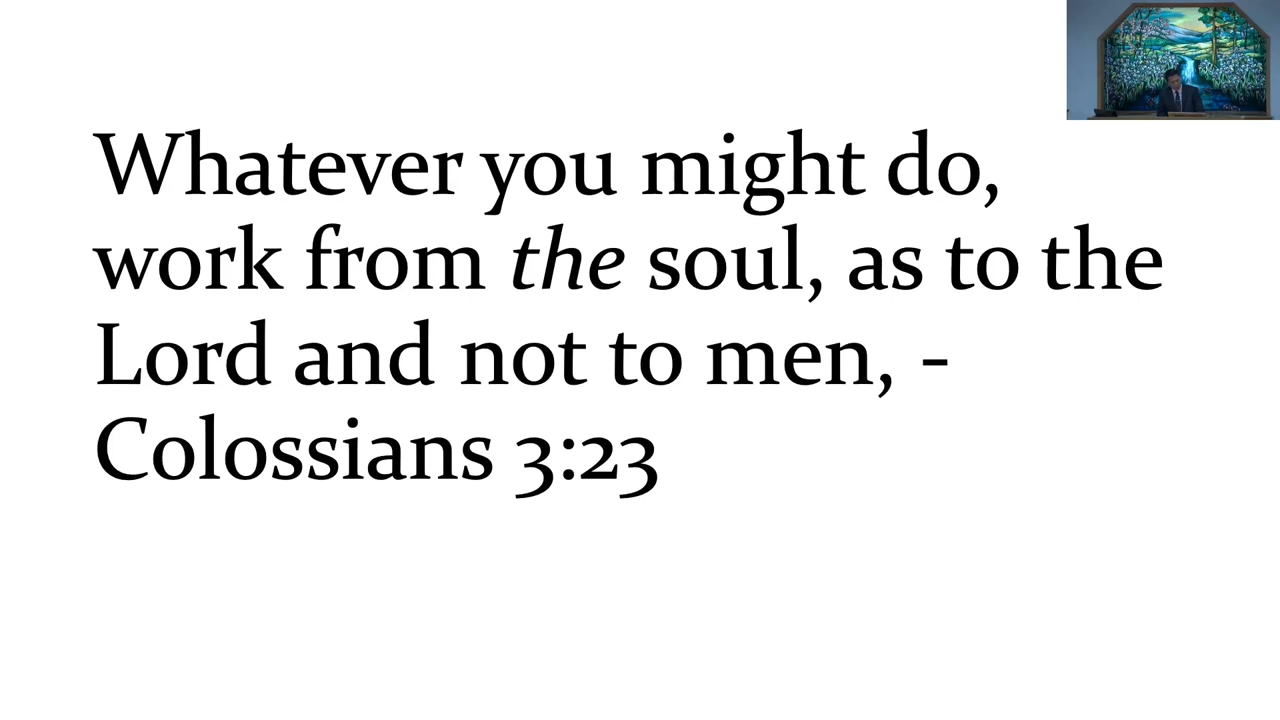 Whatever you might do,
work from the soul, as to the
Lord and not to men, -
Colossians 3:23